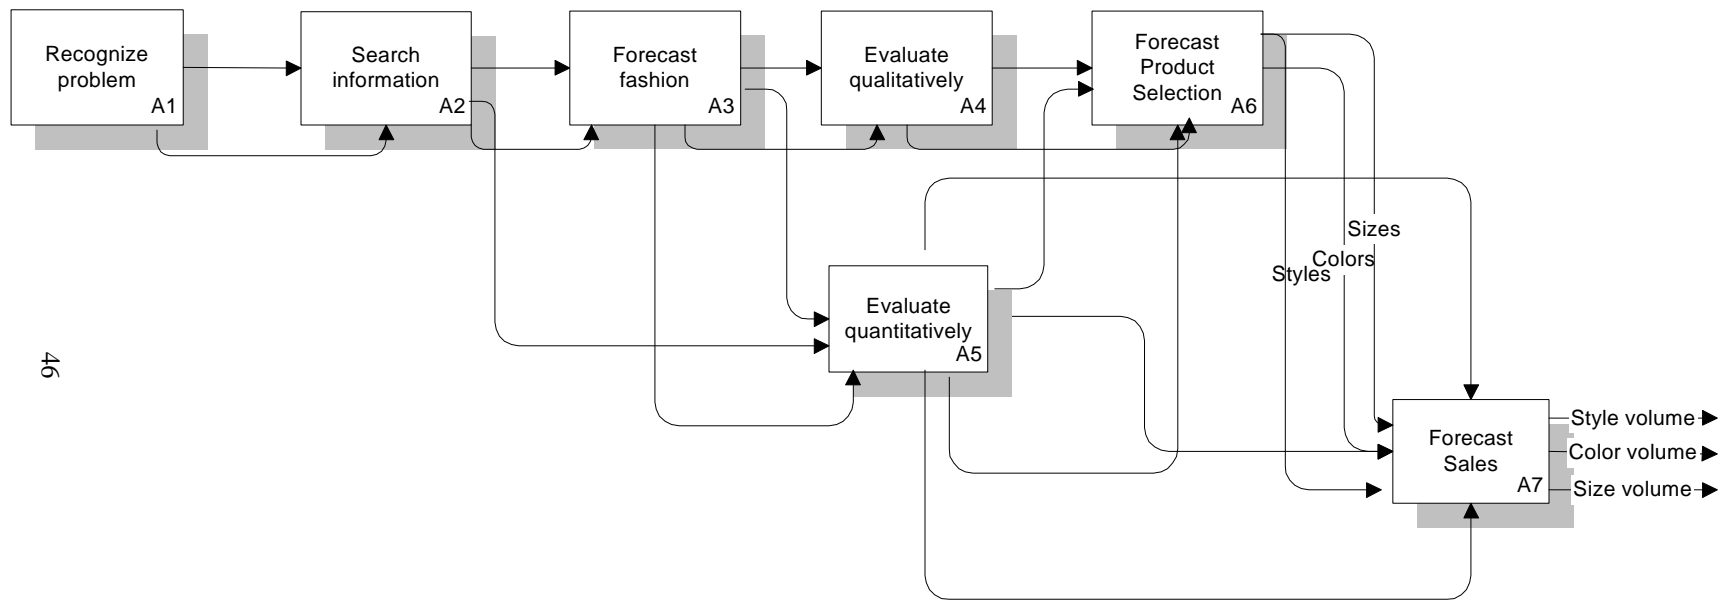 Recognize
problem
A1
Search
information
A2
Forecast
fashion
A3
Evaluate
qualitatively
A4
Forecast
Product
Selection
A6
Sizes
Colors
Styles
Evaluate
quantitatively
A5
46
Forecast
Sales
A7
Style volume
Color volume
Size volume